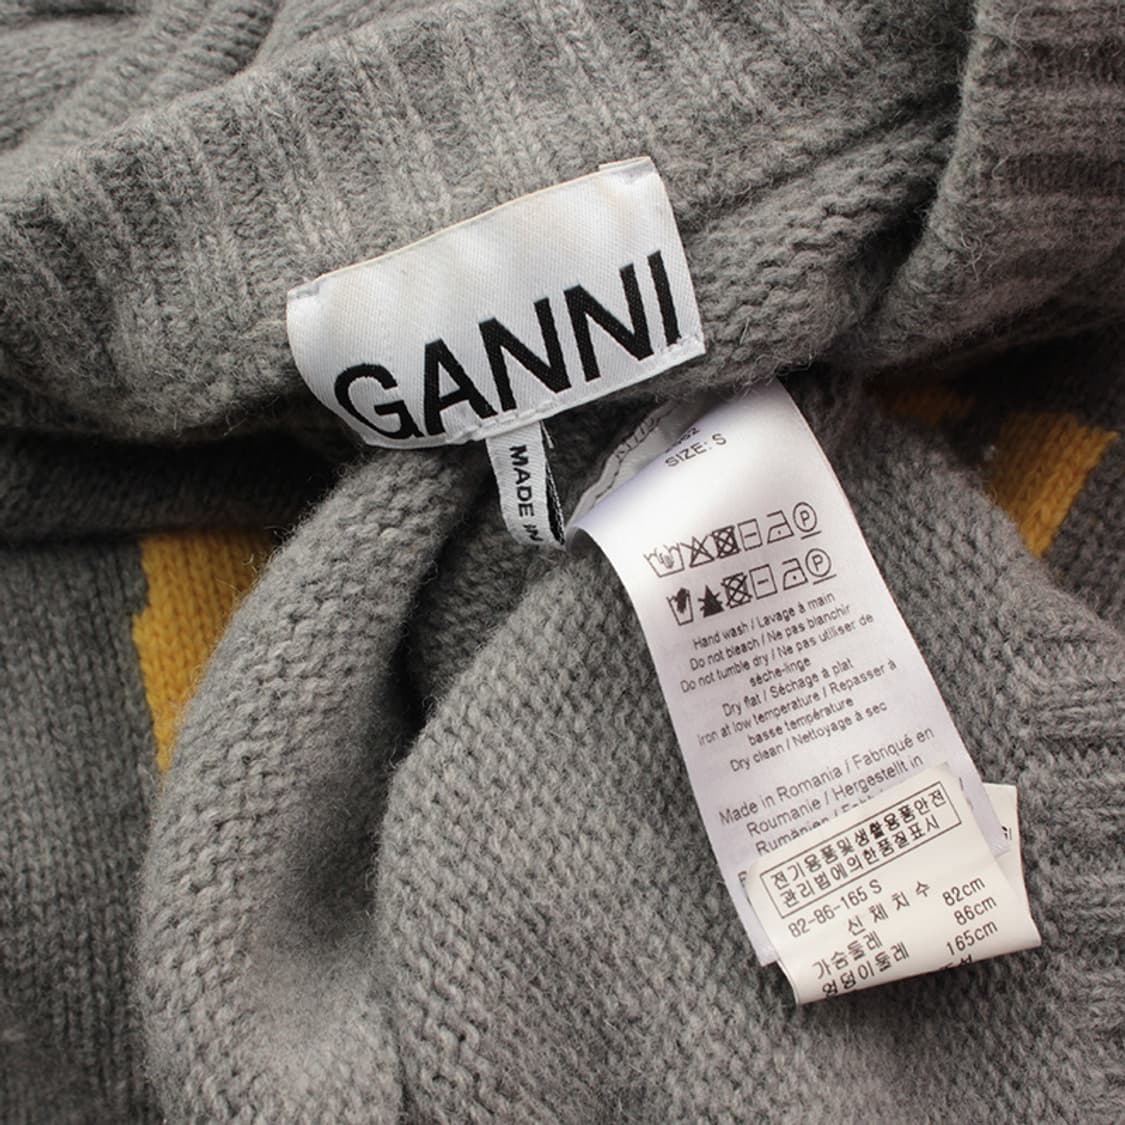 GANNI
MADE IN
SIZE: S
Hand wash / Lavage à main
Do not bleach / Ne pas blanchir
Do not tumble dry / Ne pas utiliser de
sèche-linge
Dry flat / Séchage à plat
Iron at low temperature / Repasser à
basse température
Dry clean / Nettoyage à sec
Made in Romania / Fabriqué en
Roumanie / Hergestellt in
Rumänien /
전기용품및생활용품안전
관리법에의한품질표시
82-86-165 S
신체치수
가슴둘레 82cm
엉덩이둘레 86cm
165cm